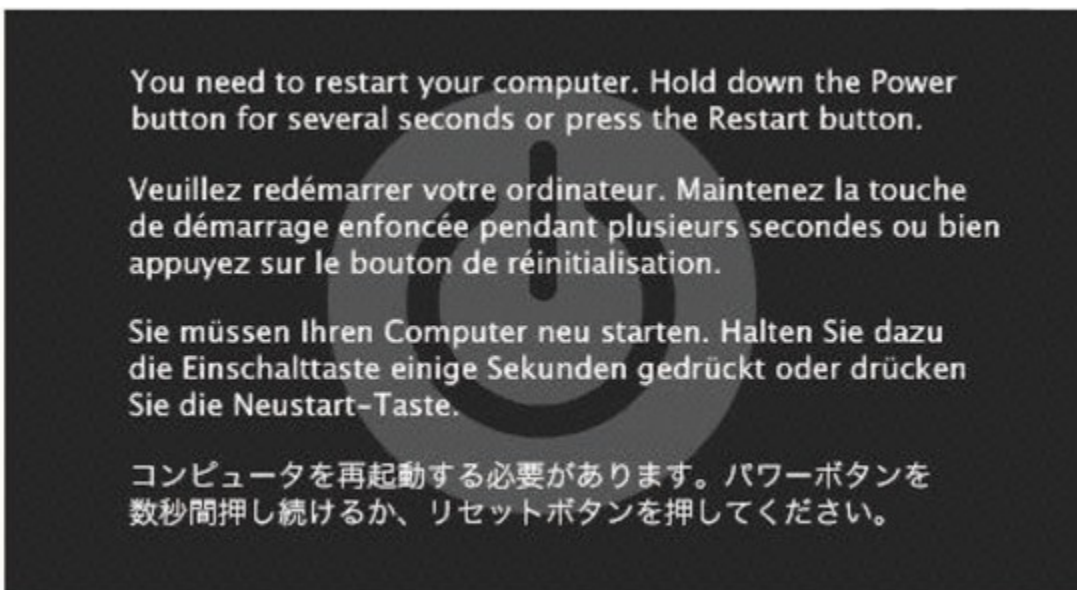 You need to restart your computer. Hold down the Power
button for several seconds or press the Restart button.
Veuillez redémarrer votre ordinateur. Maintenez la touche
de démarrage enfoncée pendant plusieurs secondes ou bien
appuyez sur le bouton de réinitialisation.
Sie müssen Ihren Computer neu starten. Halten Sie dazu
die Einschalttaste einige Sekunden gedrückt oder drücken
Sie die Neustart-Taste.
コンピュータを再起動する必要があります。パワーボタンを
数秒間押し続けるか、リセットボタンを押してください。